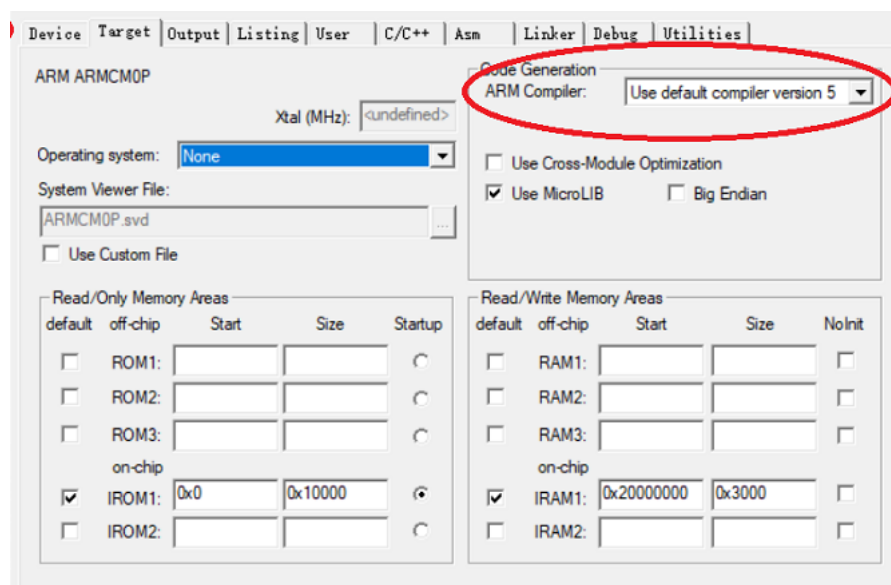 Device Target Output Listing User C/C++ Asm Linker Debug Utilities
ARM ARMCM0P
Xtal (MHz): <undefined>
Operating system: None
System Viewer File:
ARMCM0P.svd ...
Use Custom File
Code Generation
ARM Compiler: Use default compiler version 5
Use Cross-Module Optimization
Use MicroLIB Big Endian
Read/Only Memory Areas
default off-chip Start Size Startup
ROM1:
ROM2:
ROM3:
on-chip
IROM1: 0x0 0x10000
IROM2:
Read/Write Memory Areas
default off-chip Start Size NoInit
RAM1:
RAM2:
RAM3:
on-chip
IRAM1: 0x20000000 0x3000
IRAM2: